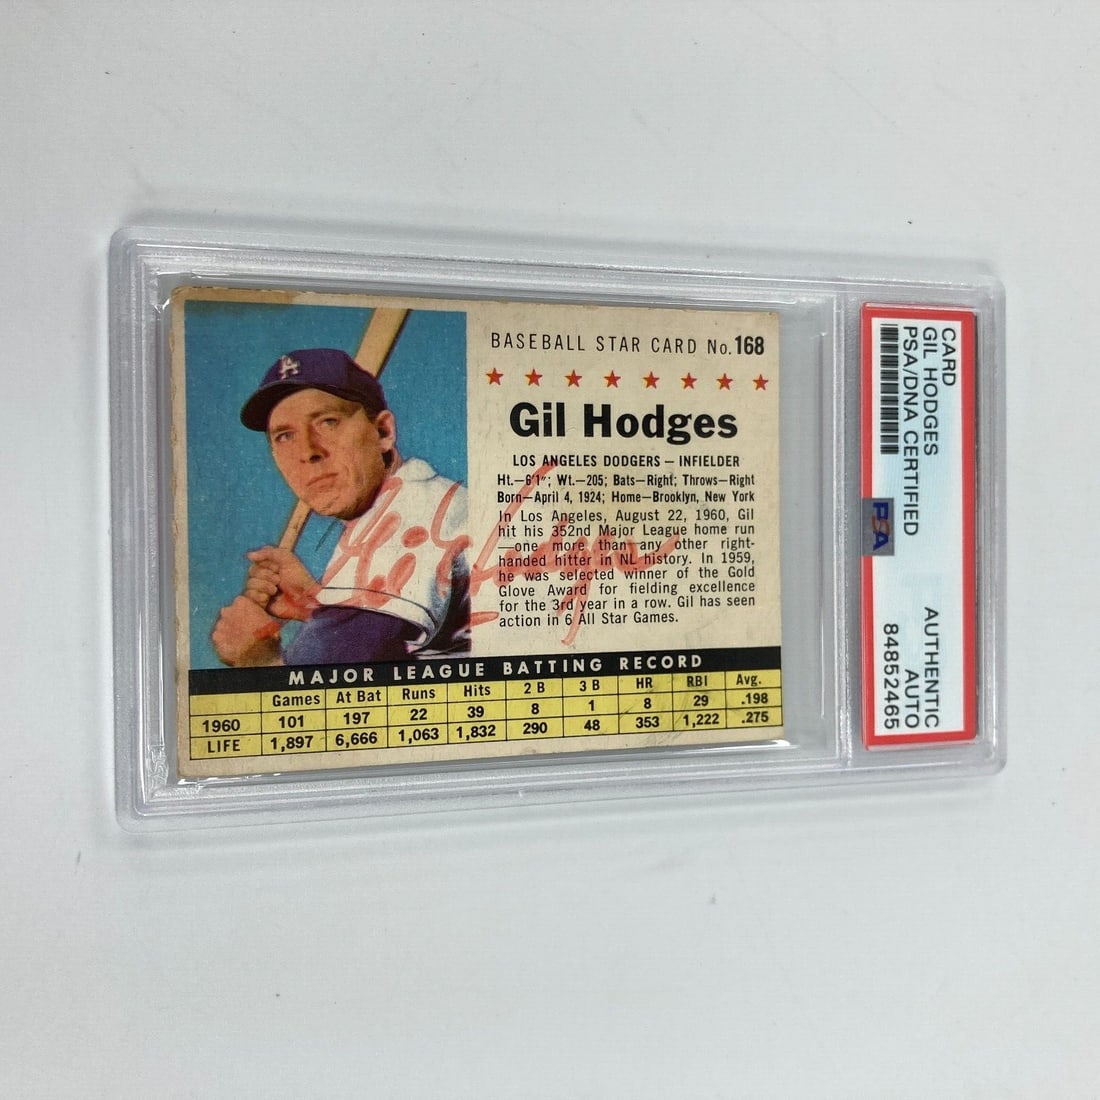 BASEBALL STAR CARD No. 168
Gil Hodges
LOS ANGELES DODGERS — INFIELDER
Ht.—6'1"; Wt.—205; Bats—Right; Throws—Right
Born—April 4, 1924; Home—Brooklyn, New York
In Los Angeles, August 22, 1960, Gil
hit his 352nd Major League home run
—one more than any other right-
handed hitter in NL history. In 1959,
he was selected winner of the Gold
Glove Award for fielding excellence
for the 3rd year in a row. Gil has seen
action in 6 All Star Games.
Gil Hodges
LA
MAJOR LEAGUE BATTING RECORD
Games At Bat Runs Hits 2 B 3 B HR RBI Avg.
1960 101 197 22 39 8 1 8 29 .198
LIFE 1,897 6,666 1,063 1,832 290 48 353 1,222 .275
CARD
GIL HODGES
PSA/DNA CERTIFIED
PSA
AUTHENTIC
AUTO
84852465